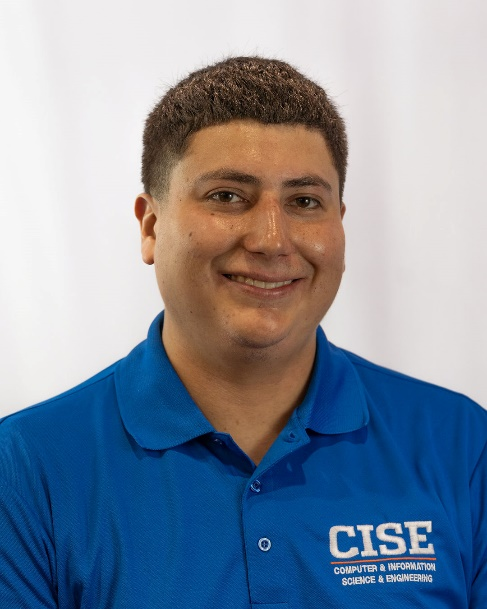 CISE
COMPUTER & INFORMATION
SCIENCE & ENGINEERING